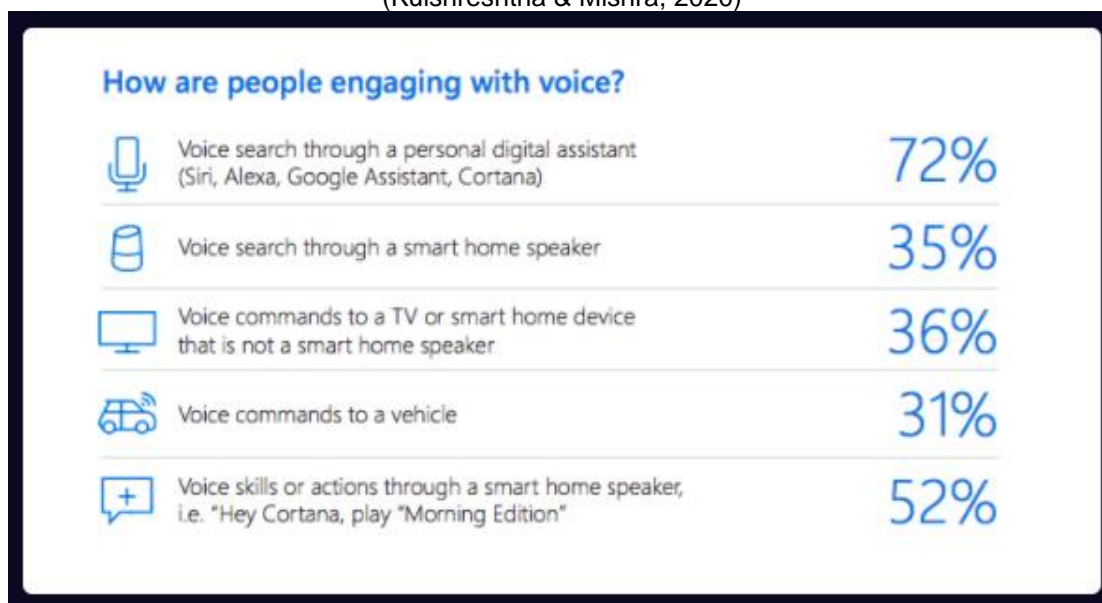 (Kulshreshtha & Mishra, 2020)
How are people engaging with voice?
Voice search through a personal digital assistant
(Siri, Alexa, Google Assistant, Cortana)
72%
Voice search through a smart home speaker
35%
Voice commands to a TV or smart home device
that is not a smart home speaker
36%
Voice commands to a vehicle
31%
Voice skills or actions through a smart home speaker,
i.e. “Hey Cortana, play “Morning Edition”
52%